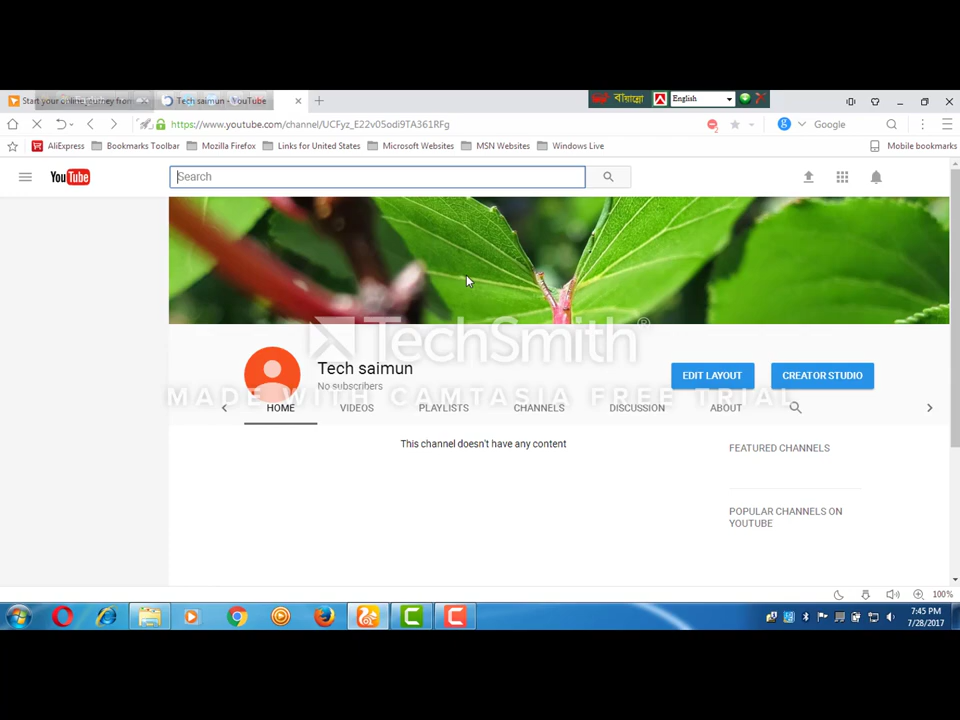 Start your online journey from
Tech saimun - YouTube
বায়ান্নো
English
https://www.youtube.com/channel/UCFyz_E22v05odi9TA361RFg
2
Google
AliExpress
Bookmarks Toolbar
Mozilla Firefox
Links for United States
Microsoft Websites
MSN Websites
Windows Live
Mobile bookmarks
YouTube
Search
TechSmith®
MADE WITH CAMTASIA FREE TRIAL
Tech saimun
No subscribers
EDIT LAYOUT
CREATOR STUDIO
HOME
VIDEOS
PLAYLISTS
CHANNELS
DISCUSSION
ABOUT
This channel doesn't have any content
FEATURED CHANNELS
POPULAR CHANNELS ON
YOUTUBE
100%
7:45 PM
7/28/2017